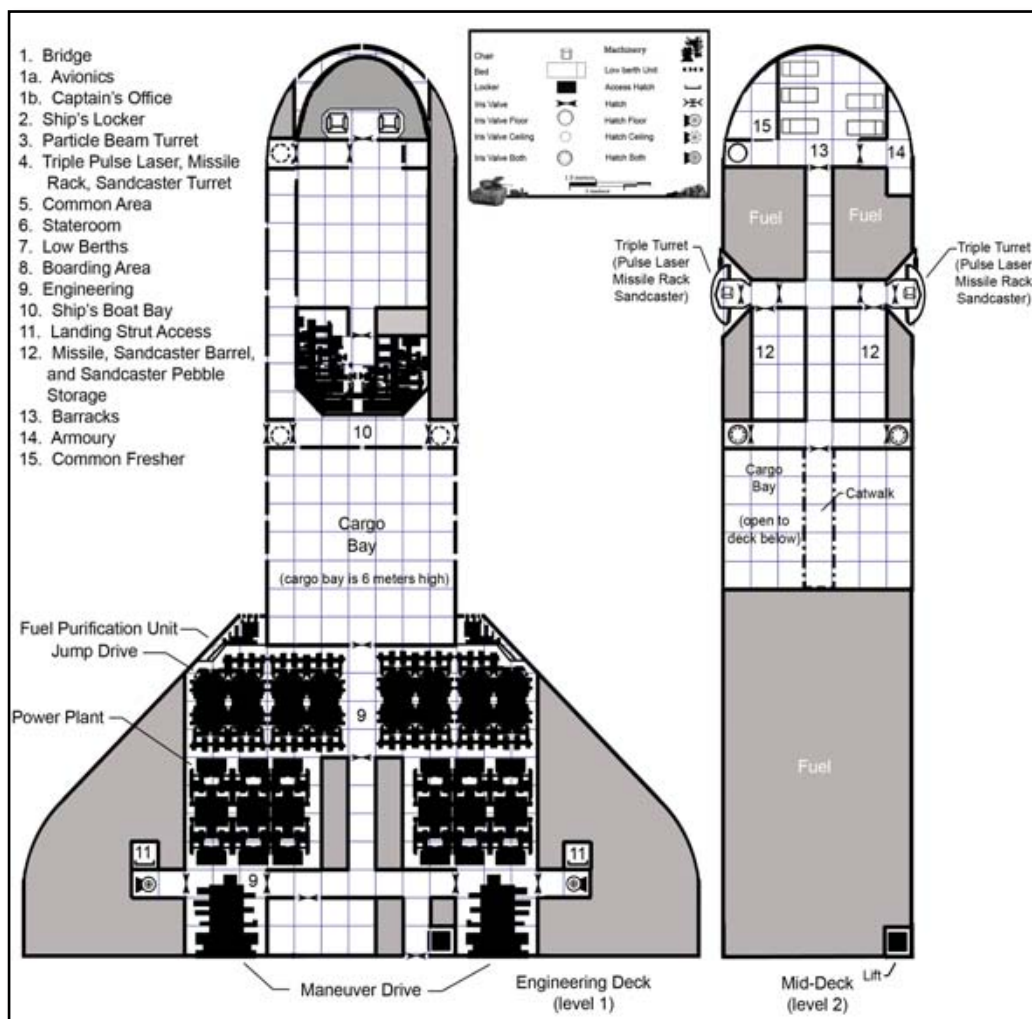 1. Bridge
1a. Avionics
1b. Captain's Office
2. Ship's Locker
3. Particle Beam Turret
4. Triple Pulse Laser, Missile
Rack, Sandcaster Turret
5. Common Area
6. Stateroom
7. Low Berths
8. Boarding Area
9. Engineering
10. Ship's Boat Bay
11. Landing Strut Access
12. Missile, Sandcaster Barrel,
and Sandcaster Pebble
Storage
13. Barracks
14. Armoury
15. Common Fresher
Chair
Bed
Locker
Iris Valve
Iris Valve Floor
Iris Valve Ceiling
Iris Valve Both
Machinery
Low berth Unit
Access Hatch
Hatch
Hatch Floor
Hatch Ceiling
Hatch Both
10
Cargo
Bay
(cargo bay is 6 meters high)
Fuel Purification Unit
Jump Drive
Power Plant
9
11
11
9
Maneuver Drive
Engineering Deck
(level 1)
15
13
14
Fuel
Fuel
Triple Turret
(Pulse Laser
Missile Rack
Sandcaster)
Triple Turret
(Pulse Laser
Missile Rack
Sandcaster)
12
12
Cargo
Bay
(open to
deck below)
Catwalk
Fuel
Lift
Mid-Deck
(level 2)